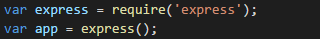 var express = require('express');
var app = express();